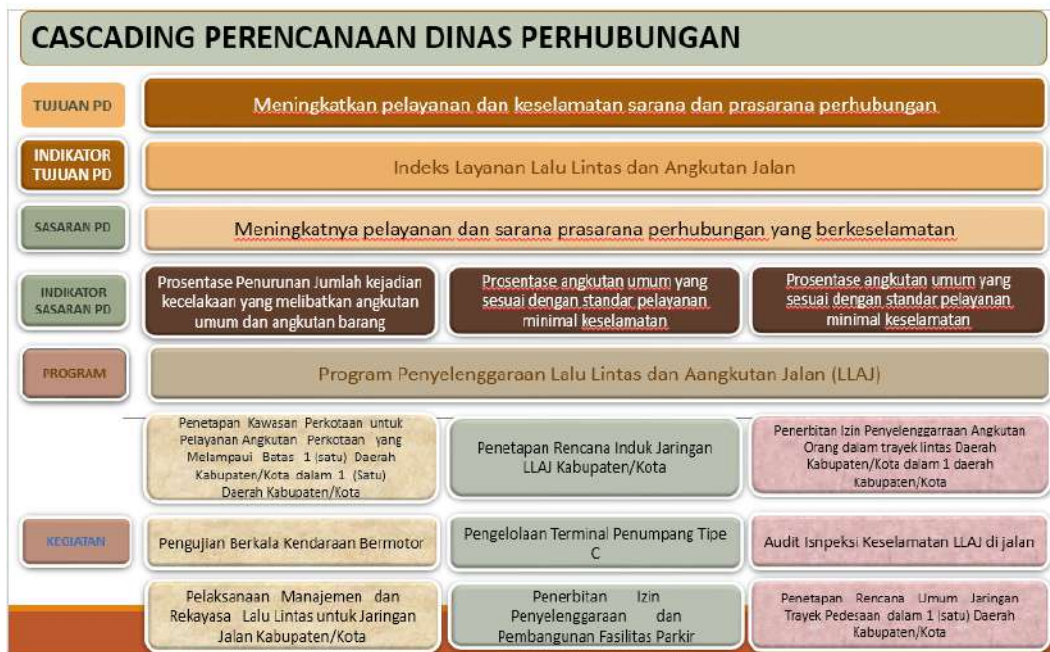 CASCADING PERENCANAAN DINAS PERHUBUNGAN
TUJUAN PD
Meningkatkan pelayanan dan keselamatan sarana dan prasarana perhubungan
INDIKATOR
TUJUAN PD
Indeks Layanan Lalu Lintas dan Angkutan Jalan
SASARAN PD
Meningkatnya pelayanan dan sarana prasarana perhubungan yang berkeselamatan
INDIKATOR
SASARAN PD
Prosentase Penurunan Jumlah kejadian
kecelakaan yang melibatkan angkutan
umum dan angkutan barang
Prosentase angkutan umum yang
sesuai dengan standar pelayanan
minimal keselamatan
Prosentase angkutan umum yang
sesuai dengan standar pelayanan
minimal keselamatan
PROGRAM
Program Penyelenggaraan Lalu Lintas dan Aangkutan Jalan (LLAJ)
Penetapan Kawasan Perkotaan untuk
Pelayanan Angkutan Perkotaan yang
Melampaui Batas 1 (satu) Daerah
Kabupaten/Kota dalam 1 (Satu)
Daerah Kabupaten/Kota
Penetapan Rencana Induk Jaringan
LLAJ Kabupaten/Kota
Penerbitan Izin Penyelenggarraan Angkutan
Orang dalam trayek lintas Daerah
Kabupaten/Kota dalam 1 daerah
Kabupaten/Kota
KEGIATAN
Pengujian Berkala Kendaraan Bermotor
Pengelolaan Terminal Penumpang Tipe
C
Audit Isnpeksi Keselamatan LLAJ di jalan
Pelaksanaan Manajemen dan
Rekayasa Lalu Lintas untuk Jaringan
Jalan Kabupaten/Kota
Penerbitan Izin
Penyelenggaraan dan
Pembangunan Fasilitas Parkir
Penetapan Rencana Umum Jaringan
Trayek Pedesaan dalam 1 (satu) Daerah
Kabupaten/Kota